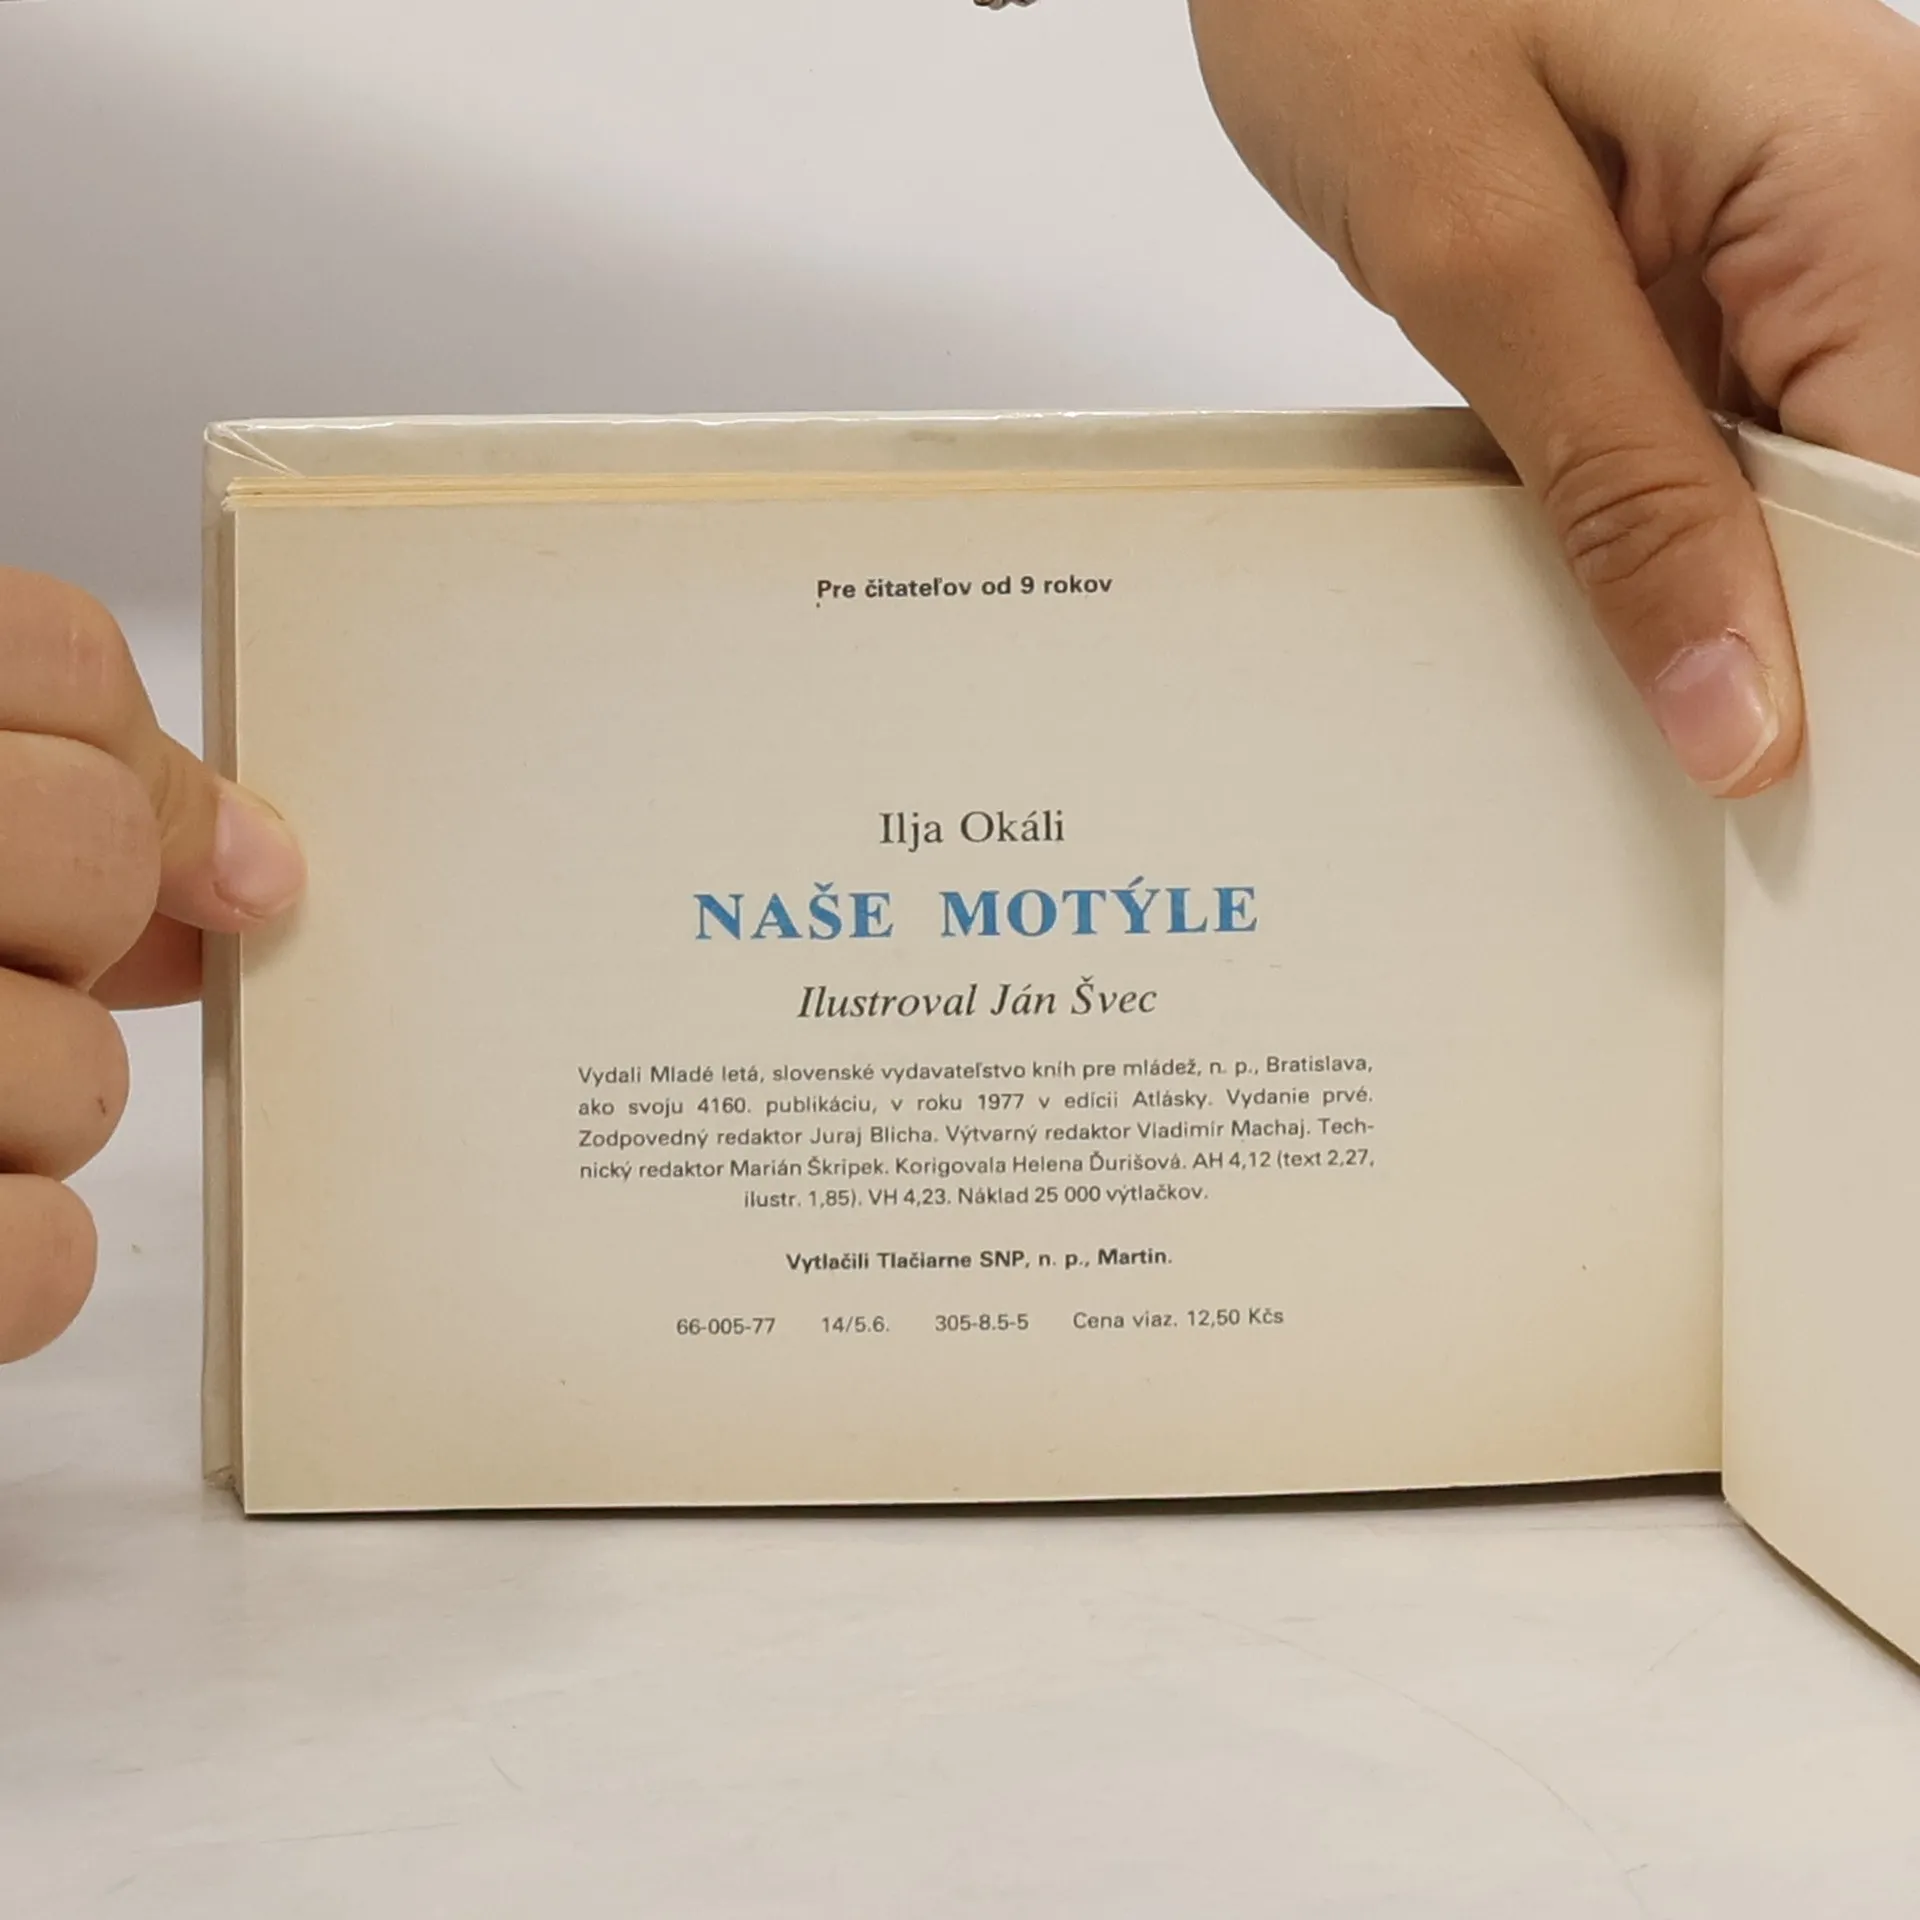 Pre čitateľov od 9 rokov
Ilja Okáli
NAŠE MOTÝLE
Ilustroval Ján Švec
Vydali Mladé letá, slovenské vydavateľstvo kníh pre mládež, n. p., Bratislava,
ako svoju 4160. publikáciu, v roku 1977 v edícii Atlásky. Vydanie prvé.
Zodpovedný redaktor Juraj Blicha. Výtvarný redaktor Vladimír Machaj. Tech-
nický redaktor Marián Škripek. Korigovala Helena Ďurišová. AH 4,12 (text 2,27,
ilustr. 1,85). VH 4,23. Náklad 25 000 výtlačkov.
Vytlačili Tlačiarne SNP, n. p., Martin.
66-005-77 14/5.6. 305-8.5-5 Cena viaz. 12,50 Kčs